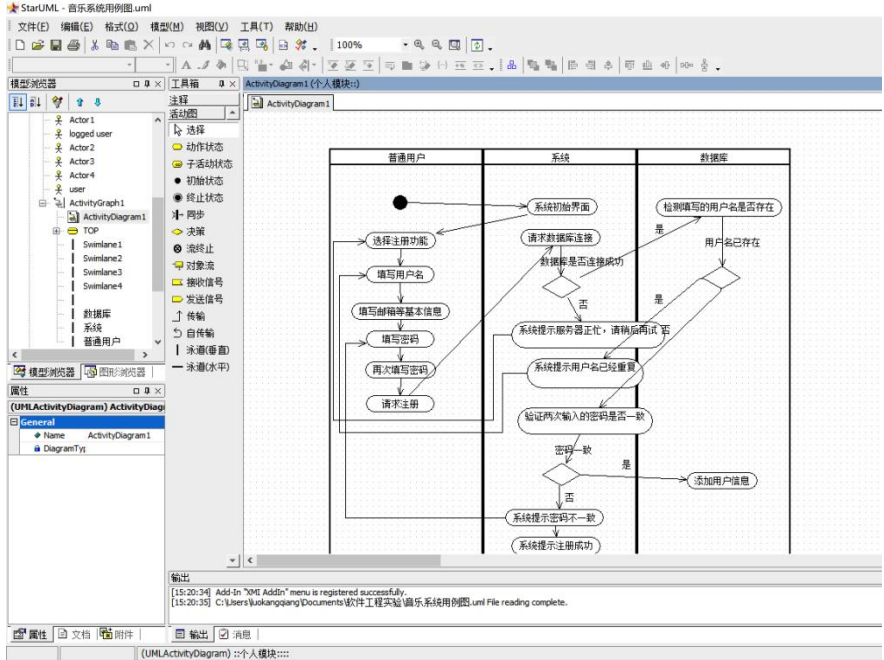 StarUML - 音乐系统用例图.uml
文件(F) 编辑(E) 格式(O) 模型(M) 视图(V) 工具(T) 帮助(H)
100%
模型浏览器
Actor1
logged user
Actor2
Actor3
Actor4
user
ActivityGraph1
ActivityDiagram1
TOP
Swimlane1
Swimlane2
Swimlane3
Swimlane4
数据库
系统
普通用户
模型浏览器 图形浏览器
属性
(UMLActivityDiagram) ActivityDiag
General
Name ActivityDiagram1
DiagramTyp
属性 文档 附件
工具箱
注释
活动图
选择
动作状态
子活动状态
初始状态
终止状态
同步
决策
流终止
对象流
接收信号
发送信号
传输
自传输
泳道(垂直)
泳道(水平)
ActivityDiagram1 (个人模块::)
ActivityDiagram1
普通用户 系统 数据库
系统初始界面
检测填写的用户名是否存在
选择注册功能
请求数据库连接
是
用户名已存在
填写用户名
数据库是否连接成功
填写邮箱等基本信息
否
是
填写密码
系统提示服务器正忙，请稍后再试
否
再次填写密码
系统提示用户名已经重复
请求注册
验证两次输入的密码是否一致
密码一致
是
添加用户信息
否
系统提示密码不一致
系统提示注册成功
输出
[15:20:34] Add-In "XMI AddIn" menu is registered successfully.
[15:20:35] C:\Users\luokangqiang\Documents\软件工程实验\音乐系统用例图.uml File reading complete.
输出 消息
(UMLActivityDiagram) ::个人模块::::